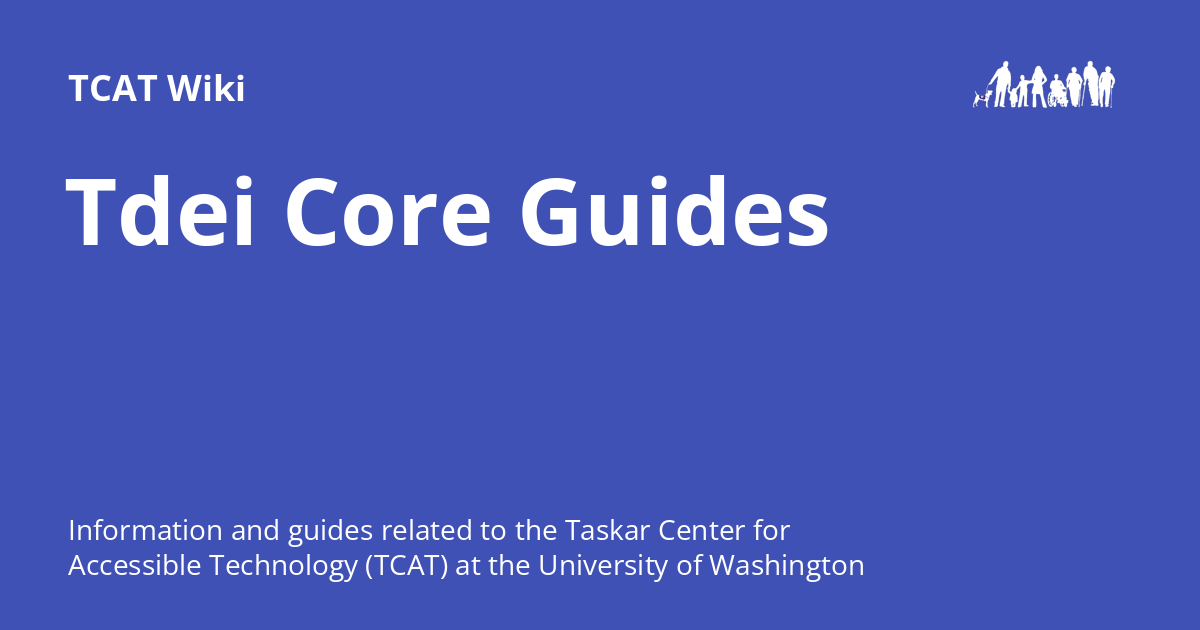 TCAT Wiki
Tdei Core Guides
Information and guides related to the Taskar Center for
Accessible Technology (TCAT) at the University of Washington